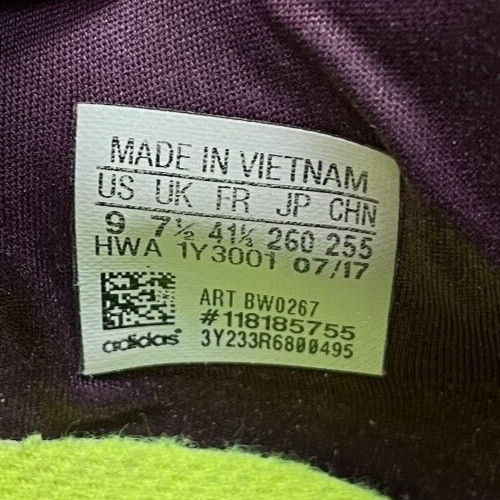 MADE IN VIETNAM
US UK FR JP CHN
9 7½ 41⅓ 260 255
HWA 1Y3001 07/17
ART BW0267
#118185755
adidas 3Y233R6800495